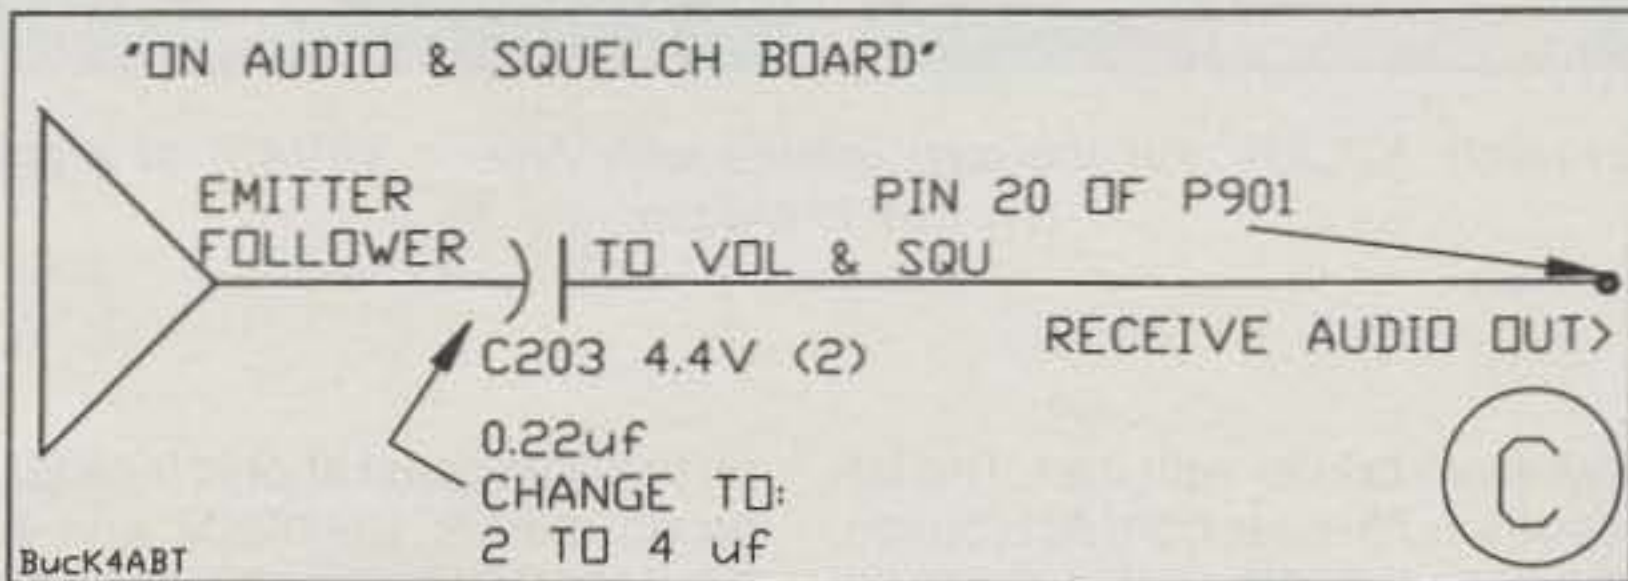 "ON AUDIO & SQUELCH BOARD"
EMITTER
FOLLOWER
PIN 20 OF P901
TO VOL & SQU
C203 4.4V (2)
RECEIVE AUDIO OUT>
0.22uf
CHANGE TO:
2 TO 4 uf
C
BucK4ABT